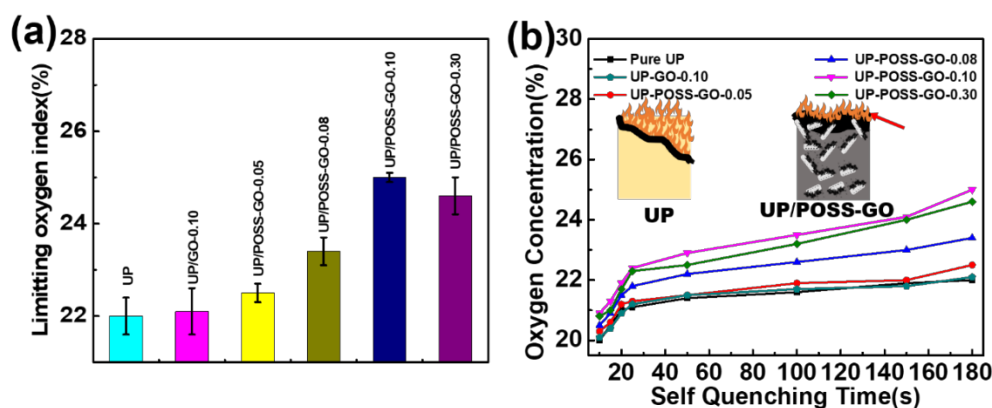 (a)
Limitting oxygen index(%)
28
26
24
22
UP
UP/GO-0.10
UP/POSS-GO-0.05
UP/POSS-GO-0.08
UP/POSS-GO-0.10
UP/POSS-GO-0.30
(b)
Oxygen Concentration(%)
30
28
26
24
22
20
Pure UP
UP-GO-0.10
UP-POSS-GO-0.05
UP-POSS-GO-0.08
UP-POSS-GO-0.10
UP-POSS-GO-0.30
UP
UP/POSS-GO
20 40 60 80 100 120 140 160 180
Self Quenching Time(s)